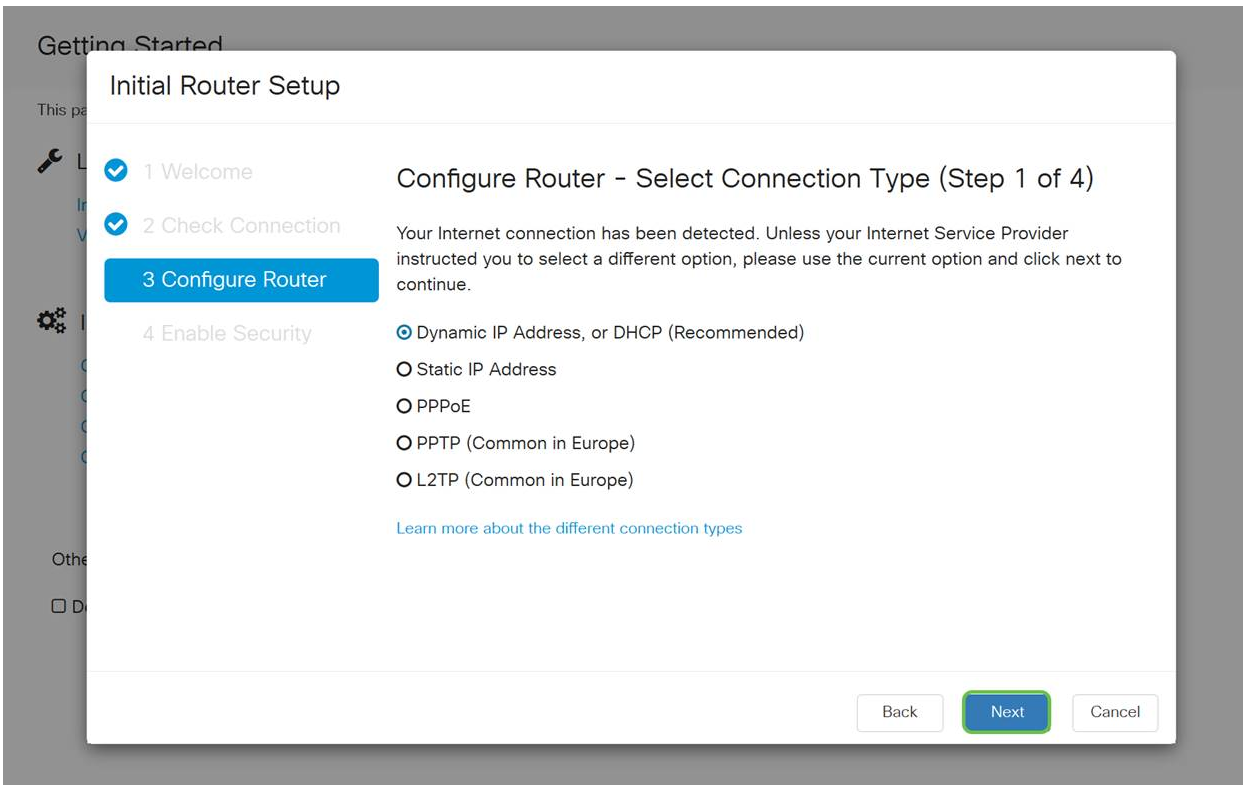 Getting Started
Initial Router Setup
This
1 Welcome
Configure Router – Select Connection Type (Step 1 of 4)
2 Check Connection
Your Internet connection has been detected. Unless your Internet Service Provider
instructed you to select a different option, please use the current option and click next to
continue.
3 Configure Router
4 Enable Security
Dynamic IP Address, or DHCP (Recommended)
Static IP Address
PPPoE
PPTP (Common in Europe)
L2TP (Common in Europe)
Learn more about the different connection types
Back
Next
Cancel